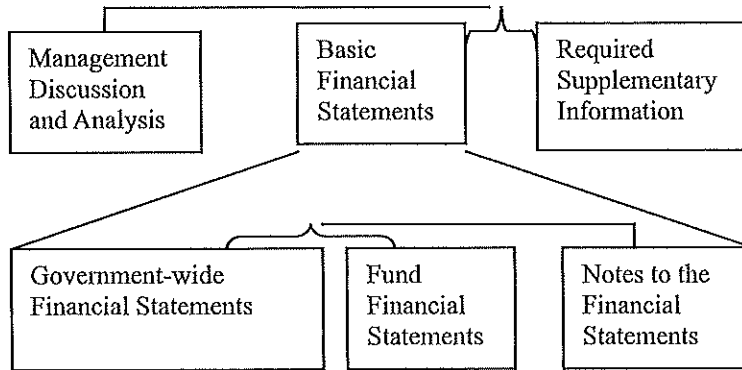 Management
Discussion
and Analysis
Basic
Financial
Statements
Required
Supplementary
Information
Government-wide
Financial Statements
Fund
Financial
Statements
Notes to the
Financial
Statements